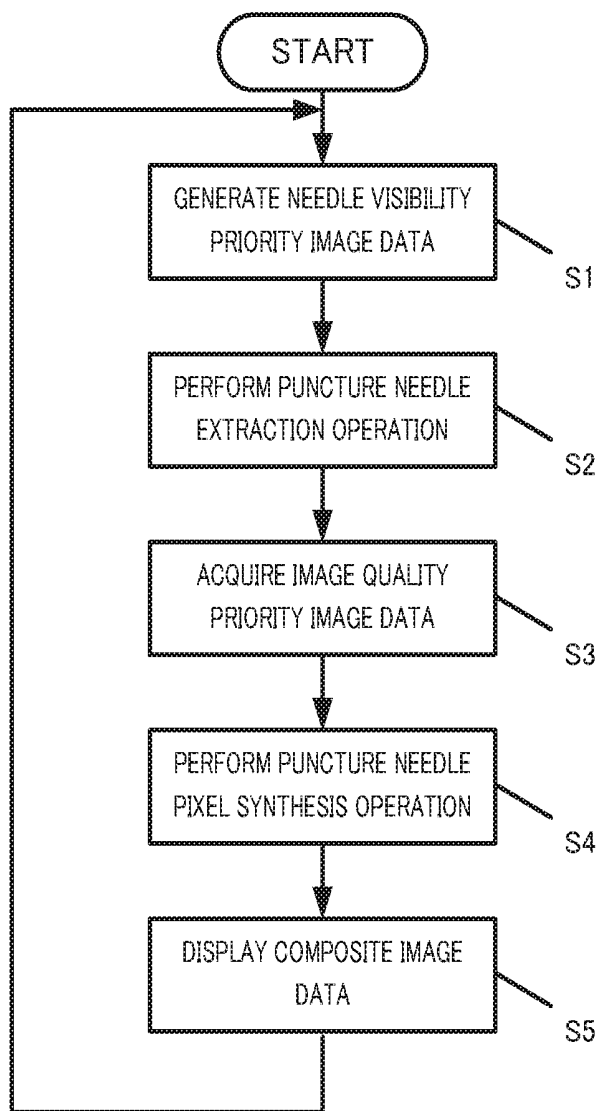 START
GENERATE NEEDLE VISIBILITY
PRIORITY IMAGE DATA
S1
PERFORM PUNCTURE NEEDLE
EXTRACTION OPERATION
S2
ACQUIRE IMAGE QUALITY
PRIORITY IMAGE DATA
S3
PERFORM PUNCTURE NEEDLE
PIXEL SYNTHESIS OPERATION
S4
DISPLAY COMPOSITE IMAGE
DATA
S5